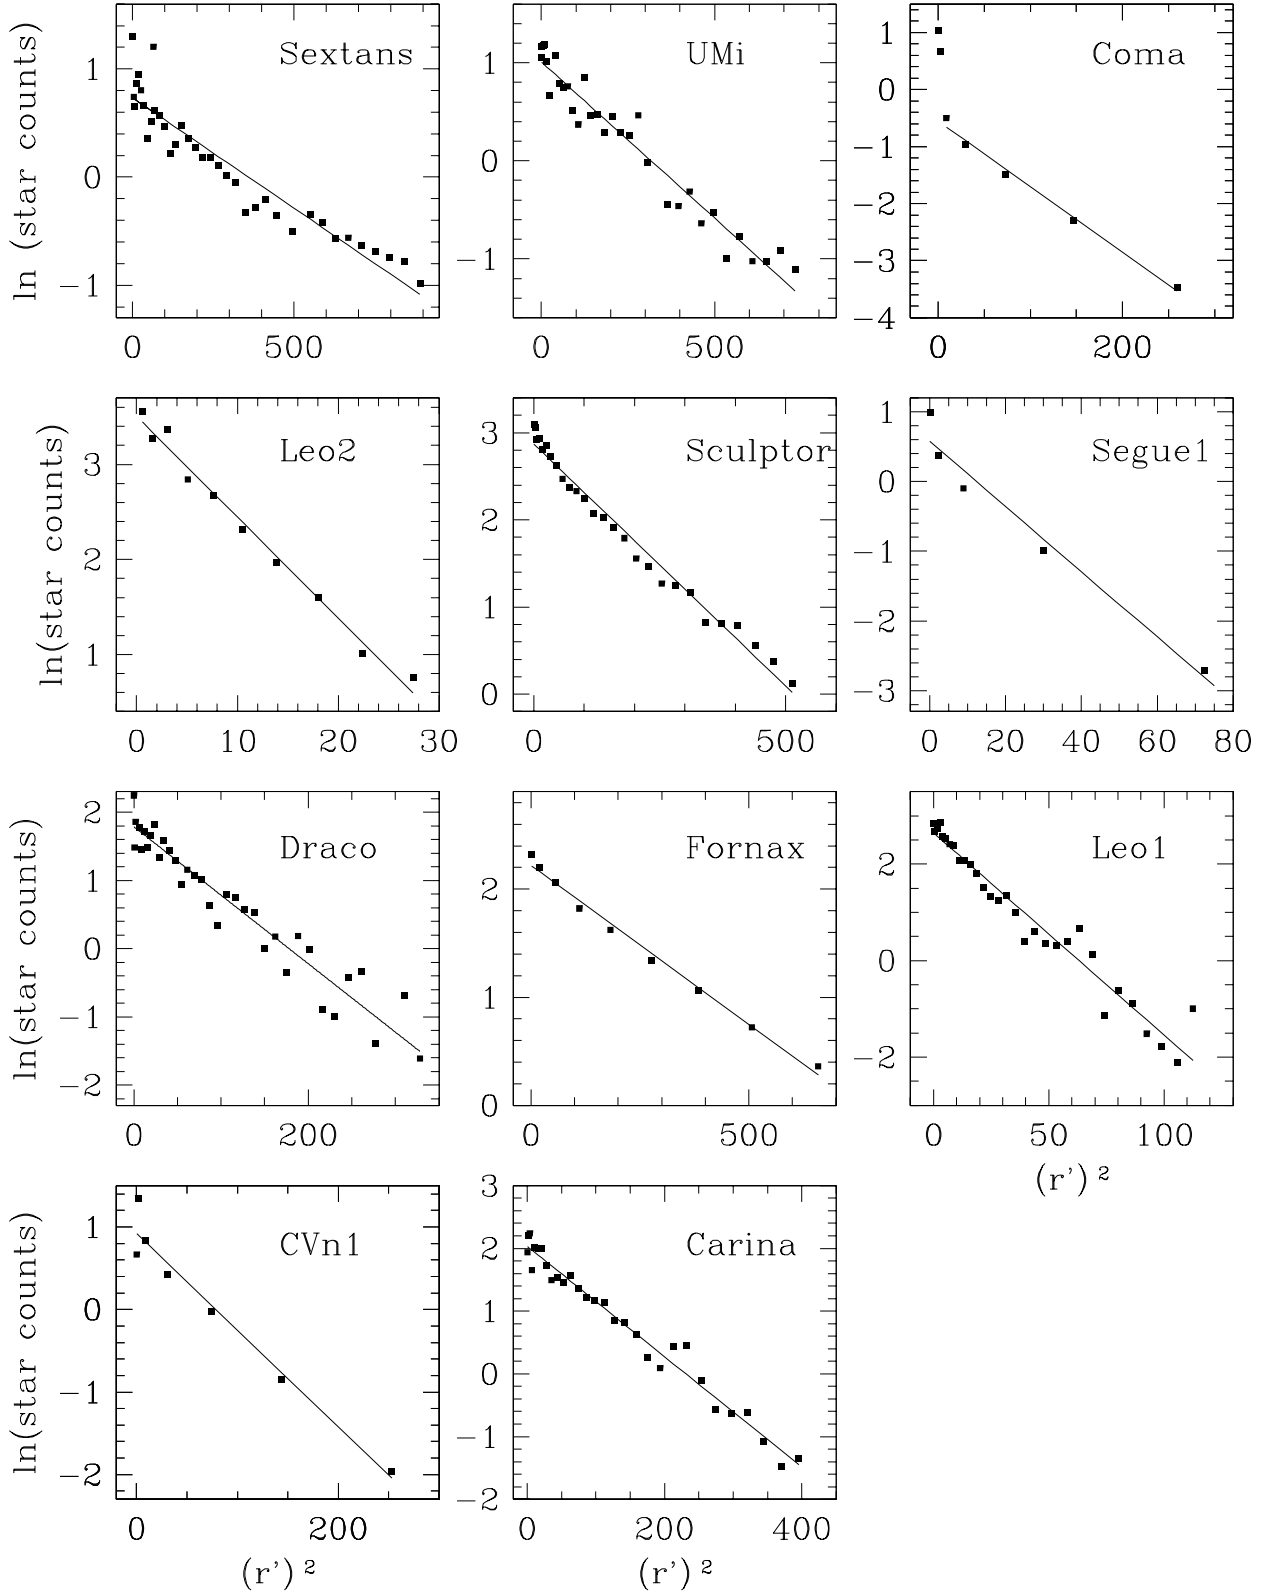 ln (star counts)
1
0
−1
Sextans
0 500
1
0
−1
UMi
0 500
1
0
−1
−2
−3
−4
Coma
0 200
ln(star counts)
3
2
1
Leo2
0 10 20 30
3
2
1
0
Sculptor
0 500
1
0
−1
−2
−3
Segue1
0 20 40 60 80
ln(star counts)
2
1
0
−1
−2
Draco
0 200
2
1
0
Fornax
0 500
2
0
−2
Leo1
0 50 100
(r')²
ln(star counts)
1
0
−1
−2
CVn1
0 200
(r')²
3
2
1
0
−1
−2
Carina
0 200 400
(r')²